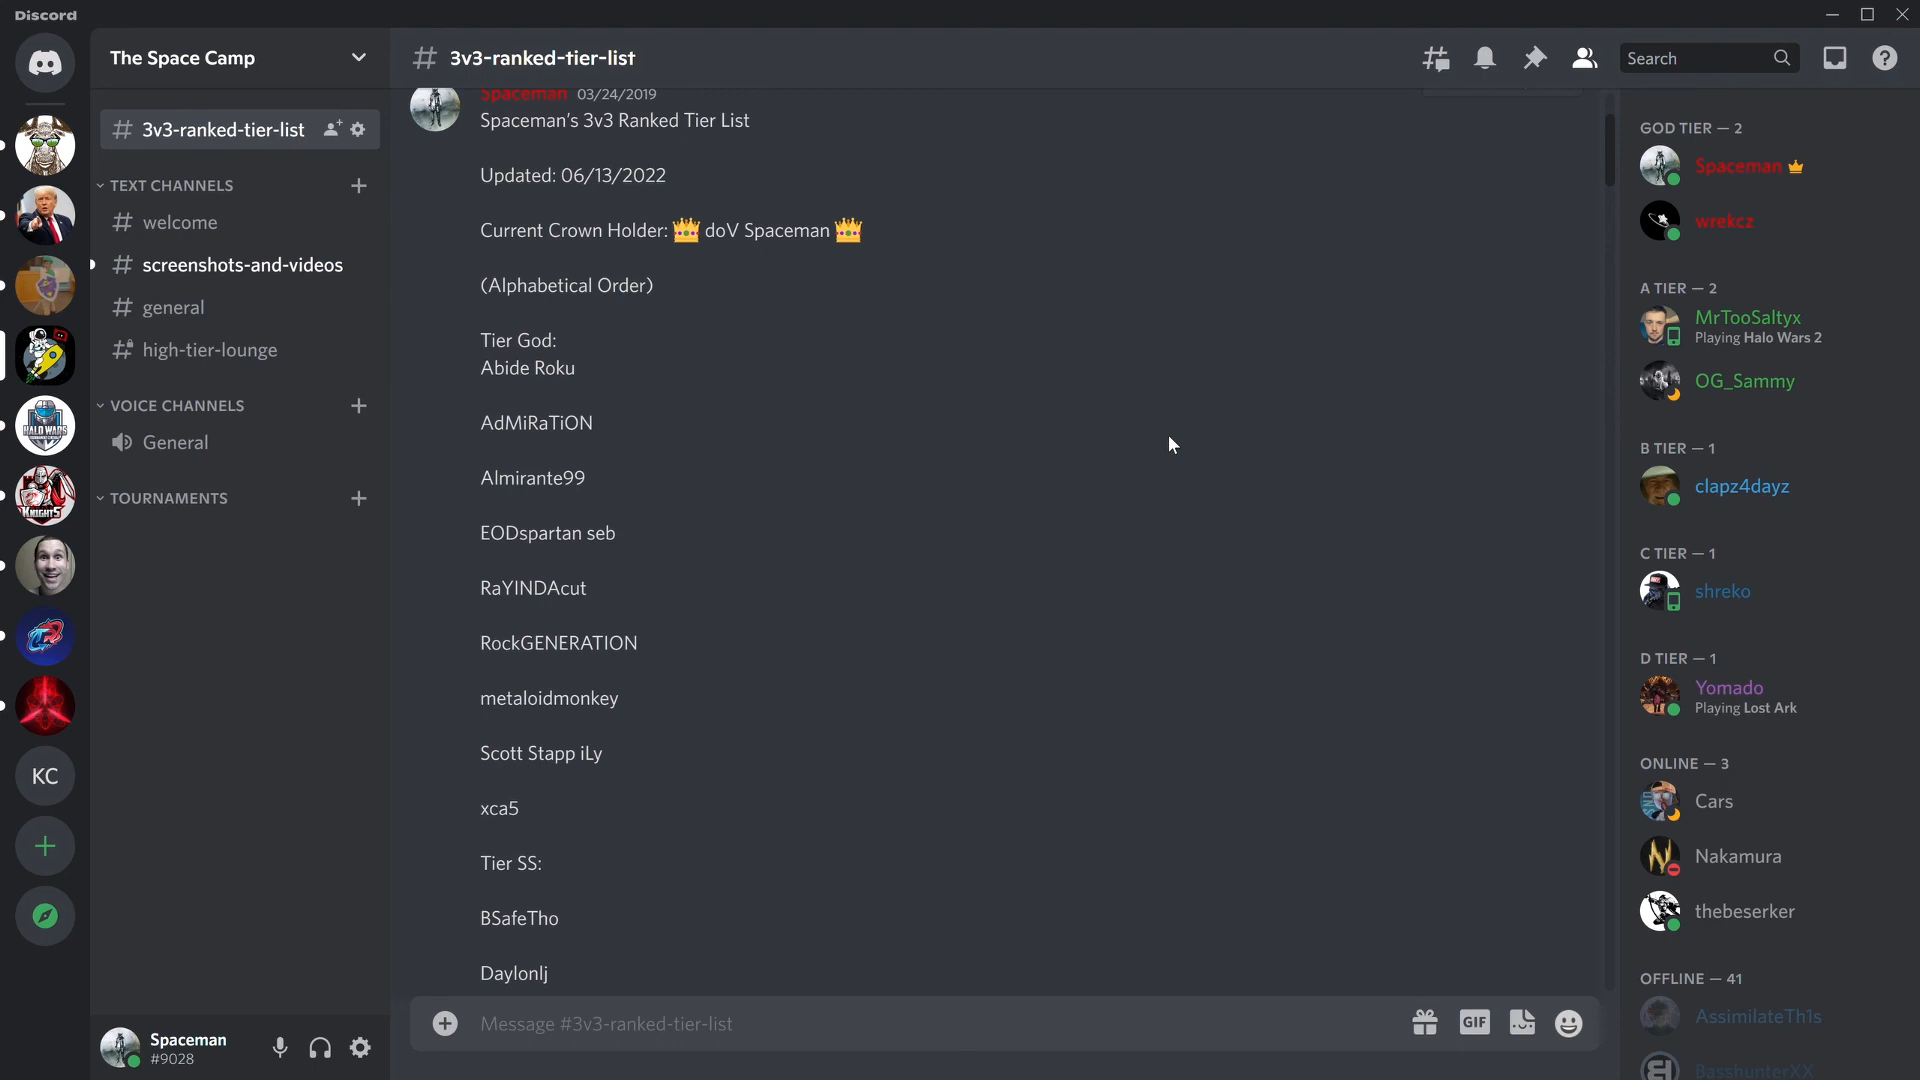 Discord
The Space Camp
3v3-ranked-tier-list
TEXT CHANNELS
welcome
screenshots-and-videos
general
high-tier-lounge
VOICE CHANNELS
General
TOURNAMENTS
KC
Spaceman
#9028
3v3-ranked-tier-list
Search
Spaceman 03/24/2019
Spaceman's 3v3 Ranked Tier List
Updated: 06/13/2022
Current Crown Holder: 👑 doV Spaceman 👑
(Alphabetical Order)
Tier God:
Abide Roku
AdMiRaTiON
Almirante99
EODspartan seb
RaYINDAcut
RockGENERATION
metaloidmonkey
Scott Stapp iLy
xca5
Tier SS:
BSafeTho
Daylonlj
Message #3v3-ranked-tier-list
GIF
GOD TIER — 2
Spaceman
wrekcz
A TIER — 2
MrTooSaltyx
Playing Halo Wars 2
OG_Sammy
B TIER — 1
clapz4dayz
C TIER — 1
shreko
D TIER — 1
Yomado
Playing Lost Ark
ONLINE — 3
Cars
Nakamura
thebeserker
OFFLINE — 41
AssimilateTh1s
BasshunterXX